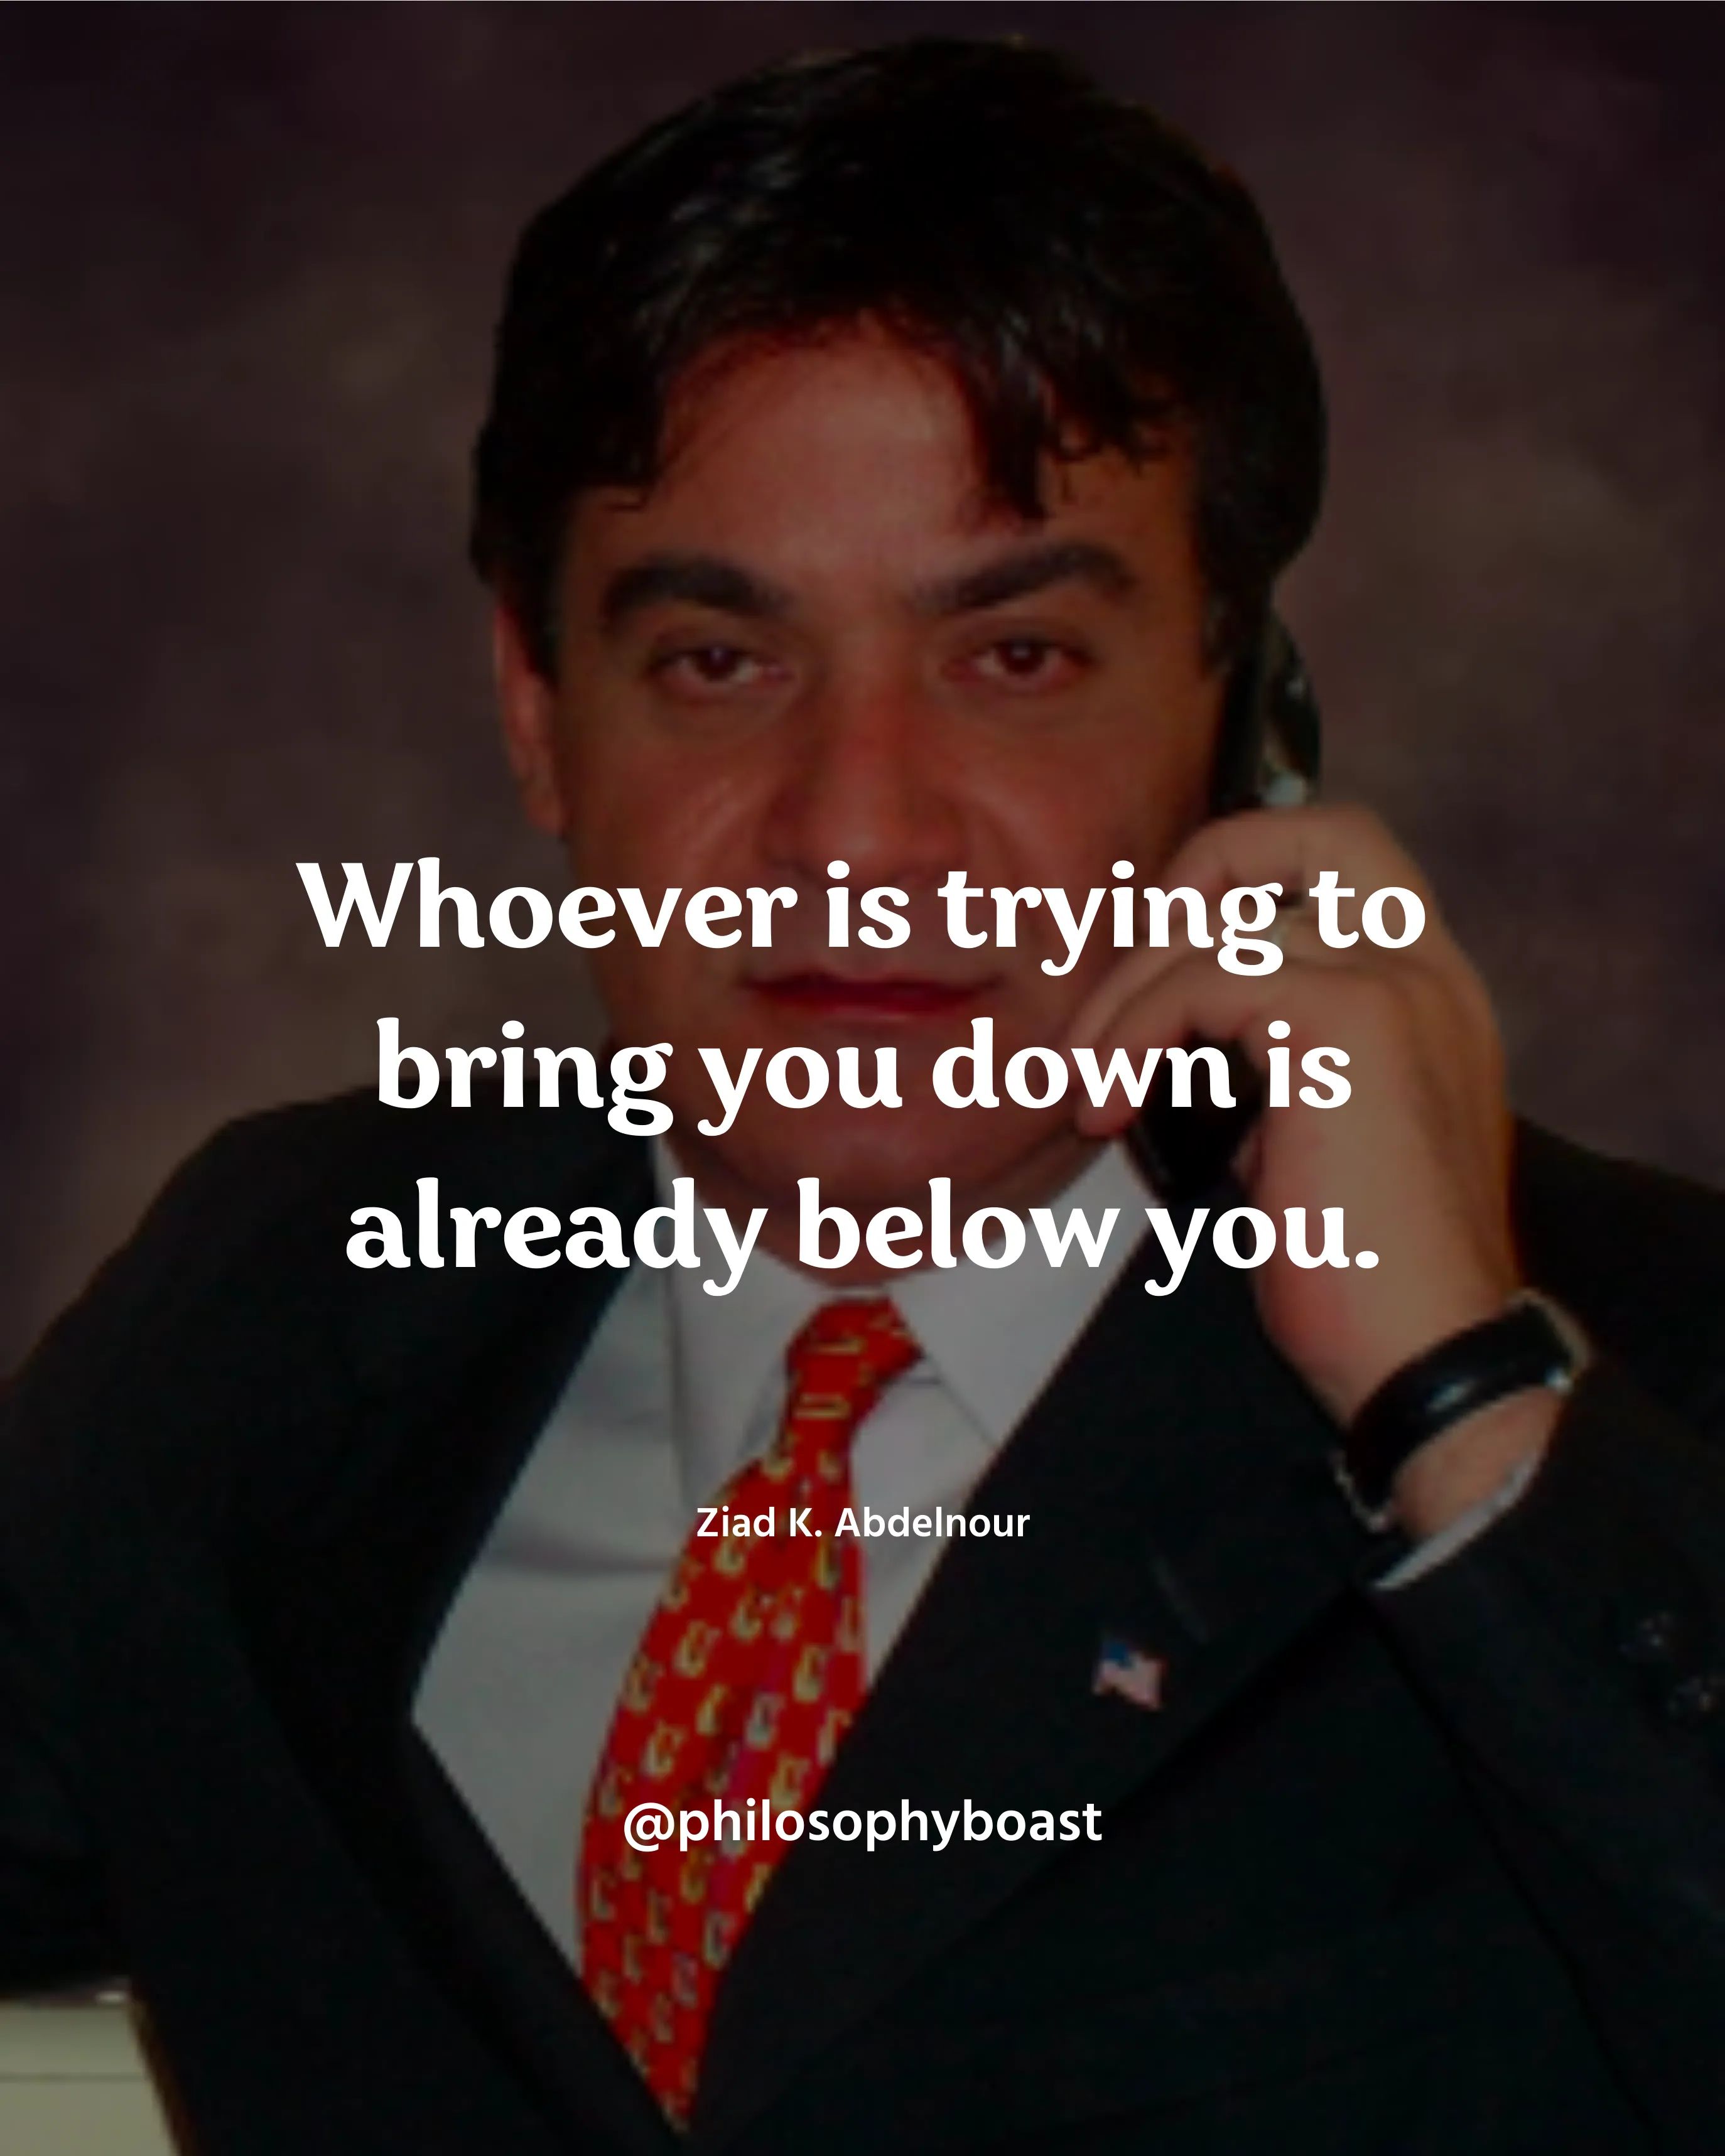 Whoever is trying to
bring you down is
already below you.
Ziad K. Abdelnour
@philosophyboast